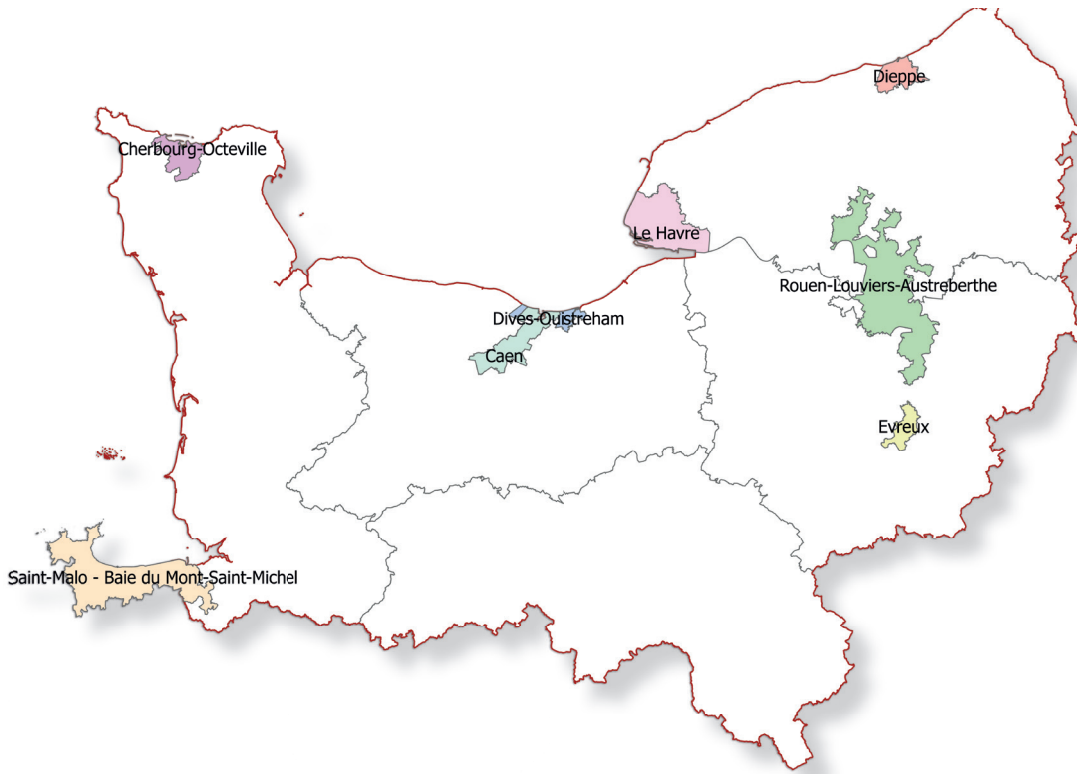 Dieppe
Cherbourg-Octeville
Le Havre
Rouen-Louviers-Austreberthe
Dives-Ouistreham
Caen
Evreux
Saint-Malo - Baie du Mont-Saint-Michel